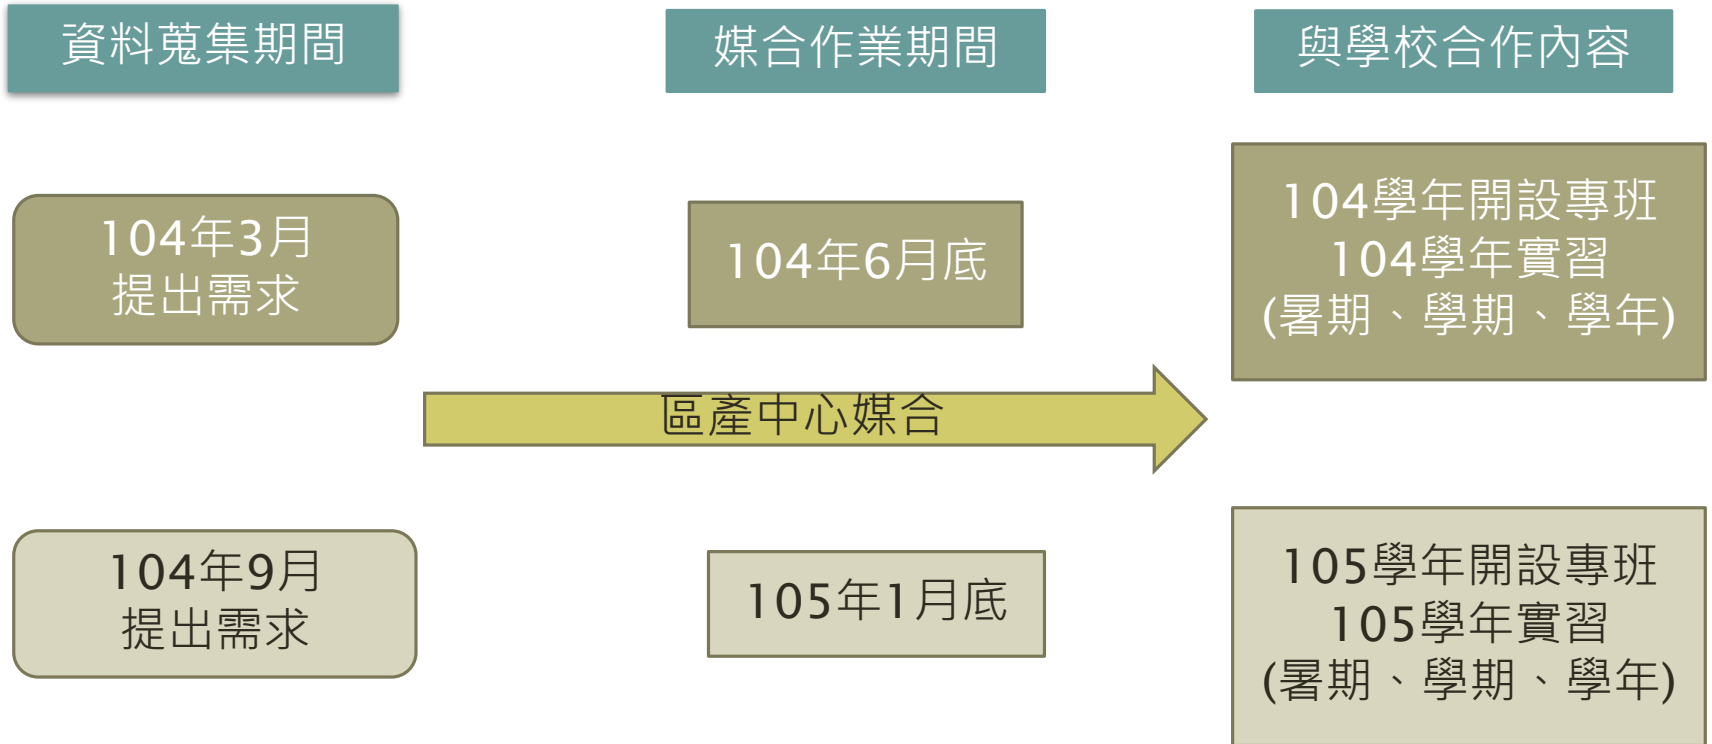 資料蒐集期間
媒合作業期間
與學校合作內容
104年3月
提出需求
104年6月底
104學年開設專班
104學年實習
(暑期、學期、學年)
區產中心媒合
104年9月
提出需求
105年1月底
105學年開設專班
105學年實習
(暑期、學期、學年)